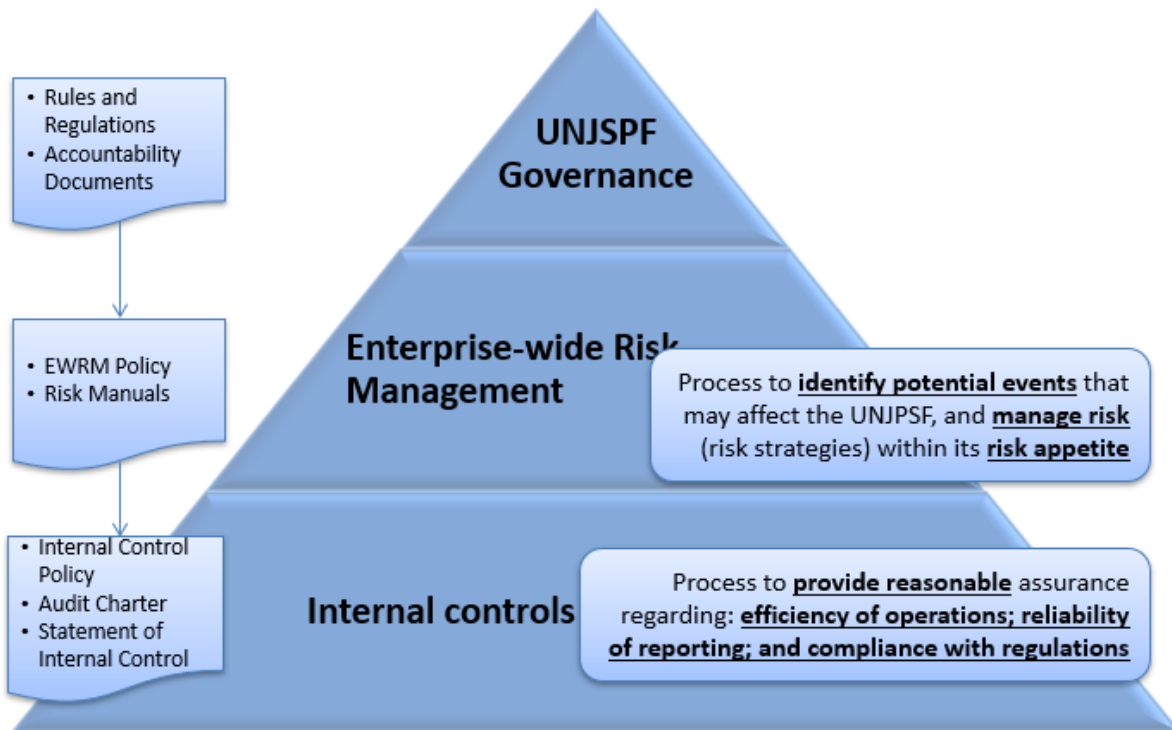 • Rules and
Regulations
• Accountability
Documents
UNJSPF
Governance
• EWRM Policy
• Risk Manuals
Enterprise-wide Risk
Management
Process to identify potential events that
may affect the UNJPSF, and manage risk
(risk strategies) within its risk appetite
• Internal Control
Policy
• Audit Charter
• Statement of
Internal Control
Internal controls
Process to provide reasonable assurance
regarding: efficiency of operations; reliability
of reporting; and compliance with regulations